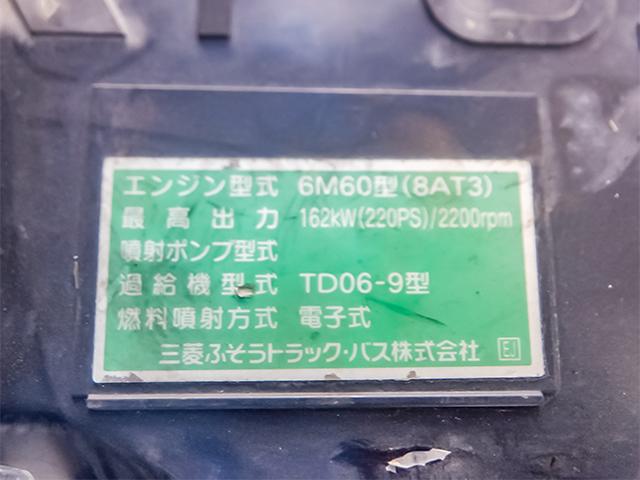 エンジン型式 6M60型(8AT3)
最高出力 162kW(220PS)/2200rpm
噴射ポンプ型式
過給機型式 TD06-9型
燃料噴射方式 電子式
三菱ふそうトラック・バス株式会社 EJ